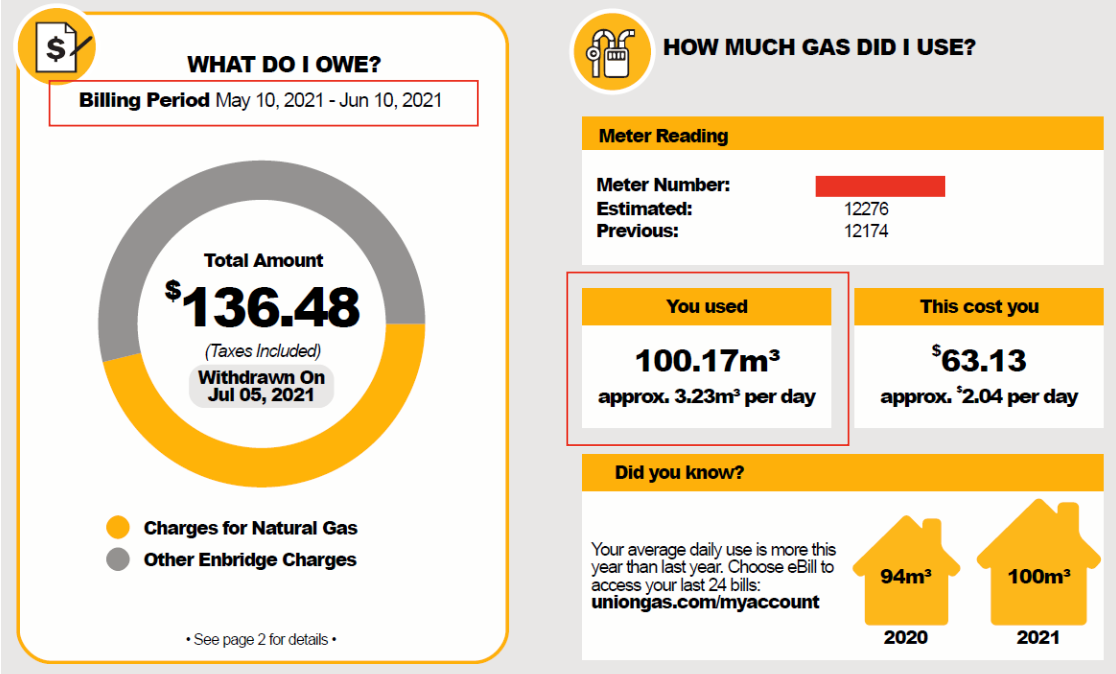 $
WHAT DO I OWE?
Billing Period May 10, 2021 - Jun 10, 2021
Total Amount
$136.48
(Taxes Included)
Withdrawn On
Jul 05, 2021
Charges for Natural Gas
Other Enbridge Charges
• See page 2 for details •
HOW MUCH GAS DID I USE?
Meter Reading
Meter Number:
Estimated: 12276
Previous: 12174
You used
100.17m³
approx. 3.23m³ per day
This cost you
$63.13
approx. $2.04 per day
Did you know?
Your average daily use is more this
year than last year. Choose eBill to
access your last 24 bills:
uniongas.com/myaccount
94m³
2020
100m³
2021